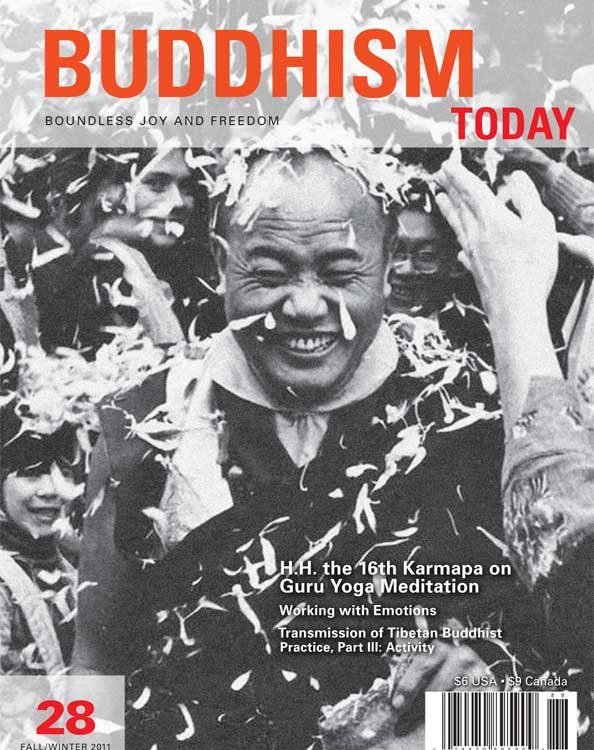 BUDDHISM
BOUNDLESS JOY AND FREEDOM
TODAY
H.H. the 16th Karmapa on
Guru Yoga Meditation
Working with Emotions
Transmission of Tibetan Buddhist
Practice, Part III: Activity
$6 USA • $9 Canada
28
FALL/WINTER 2011